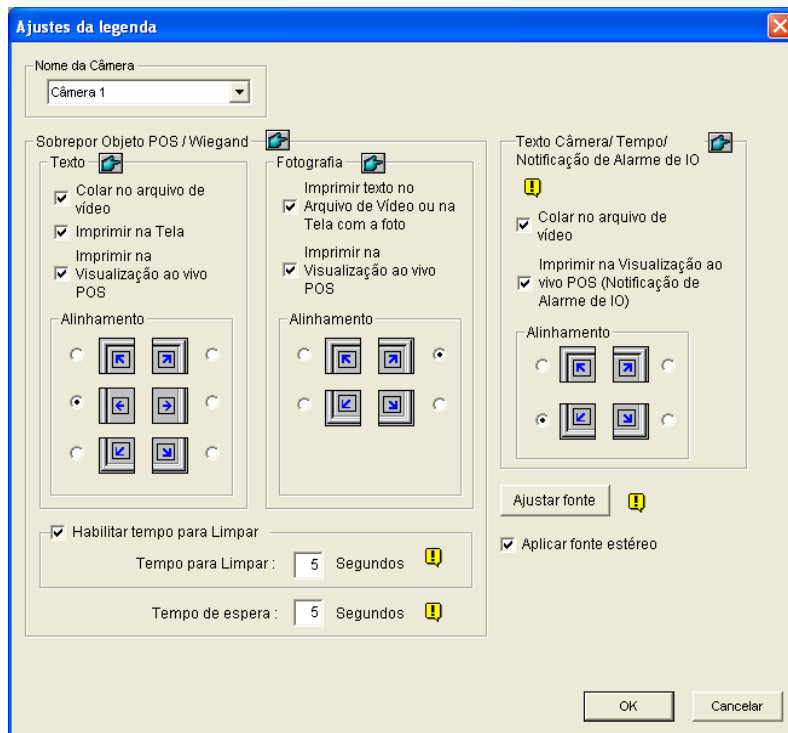 Ajustes da legenda
Nome da Câmera
Câmera 1
Sobrepor Objeto POS / Wiegand
Texto
Colar no arquivo de
vídeo
Imprimir na Tela
Imprimir na
Visualização ao vivo
POS
Alinhamento
Fotografia
Imprimir texto no
Arquivo de Vídeo ou na
Tela com a foto
Imprimir na
Visualização ao vivo
POS
Alinhamento
Habilitar tempo para Limpar
Tempo para Limpar : 5 Segundos
Tempo de espera : 5 Segundos
Texto Câmera/ Tempo/
Notificação de Alarme de IO
Colar no arquivo de
vídeo
Imprimir na Visualização ao
vivo POS (Notificação de
Alarme de IO)
Alinhamento
Ajustar fonte
Aplicar fonte estéreo
OK
Cancelar